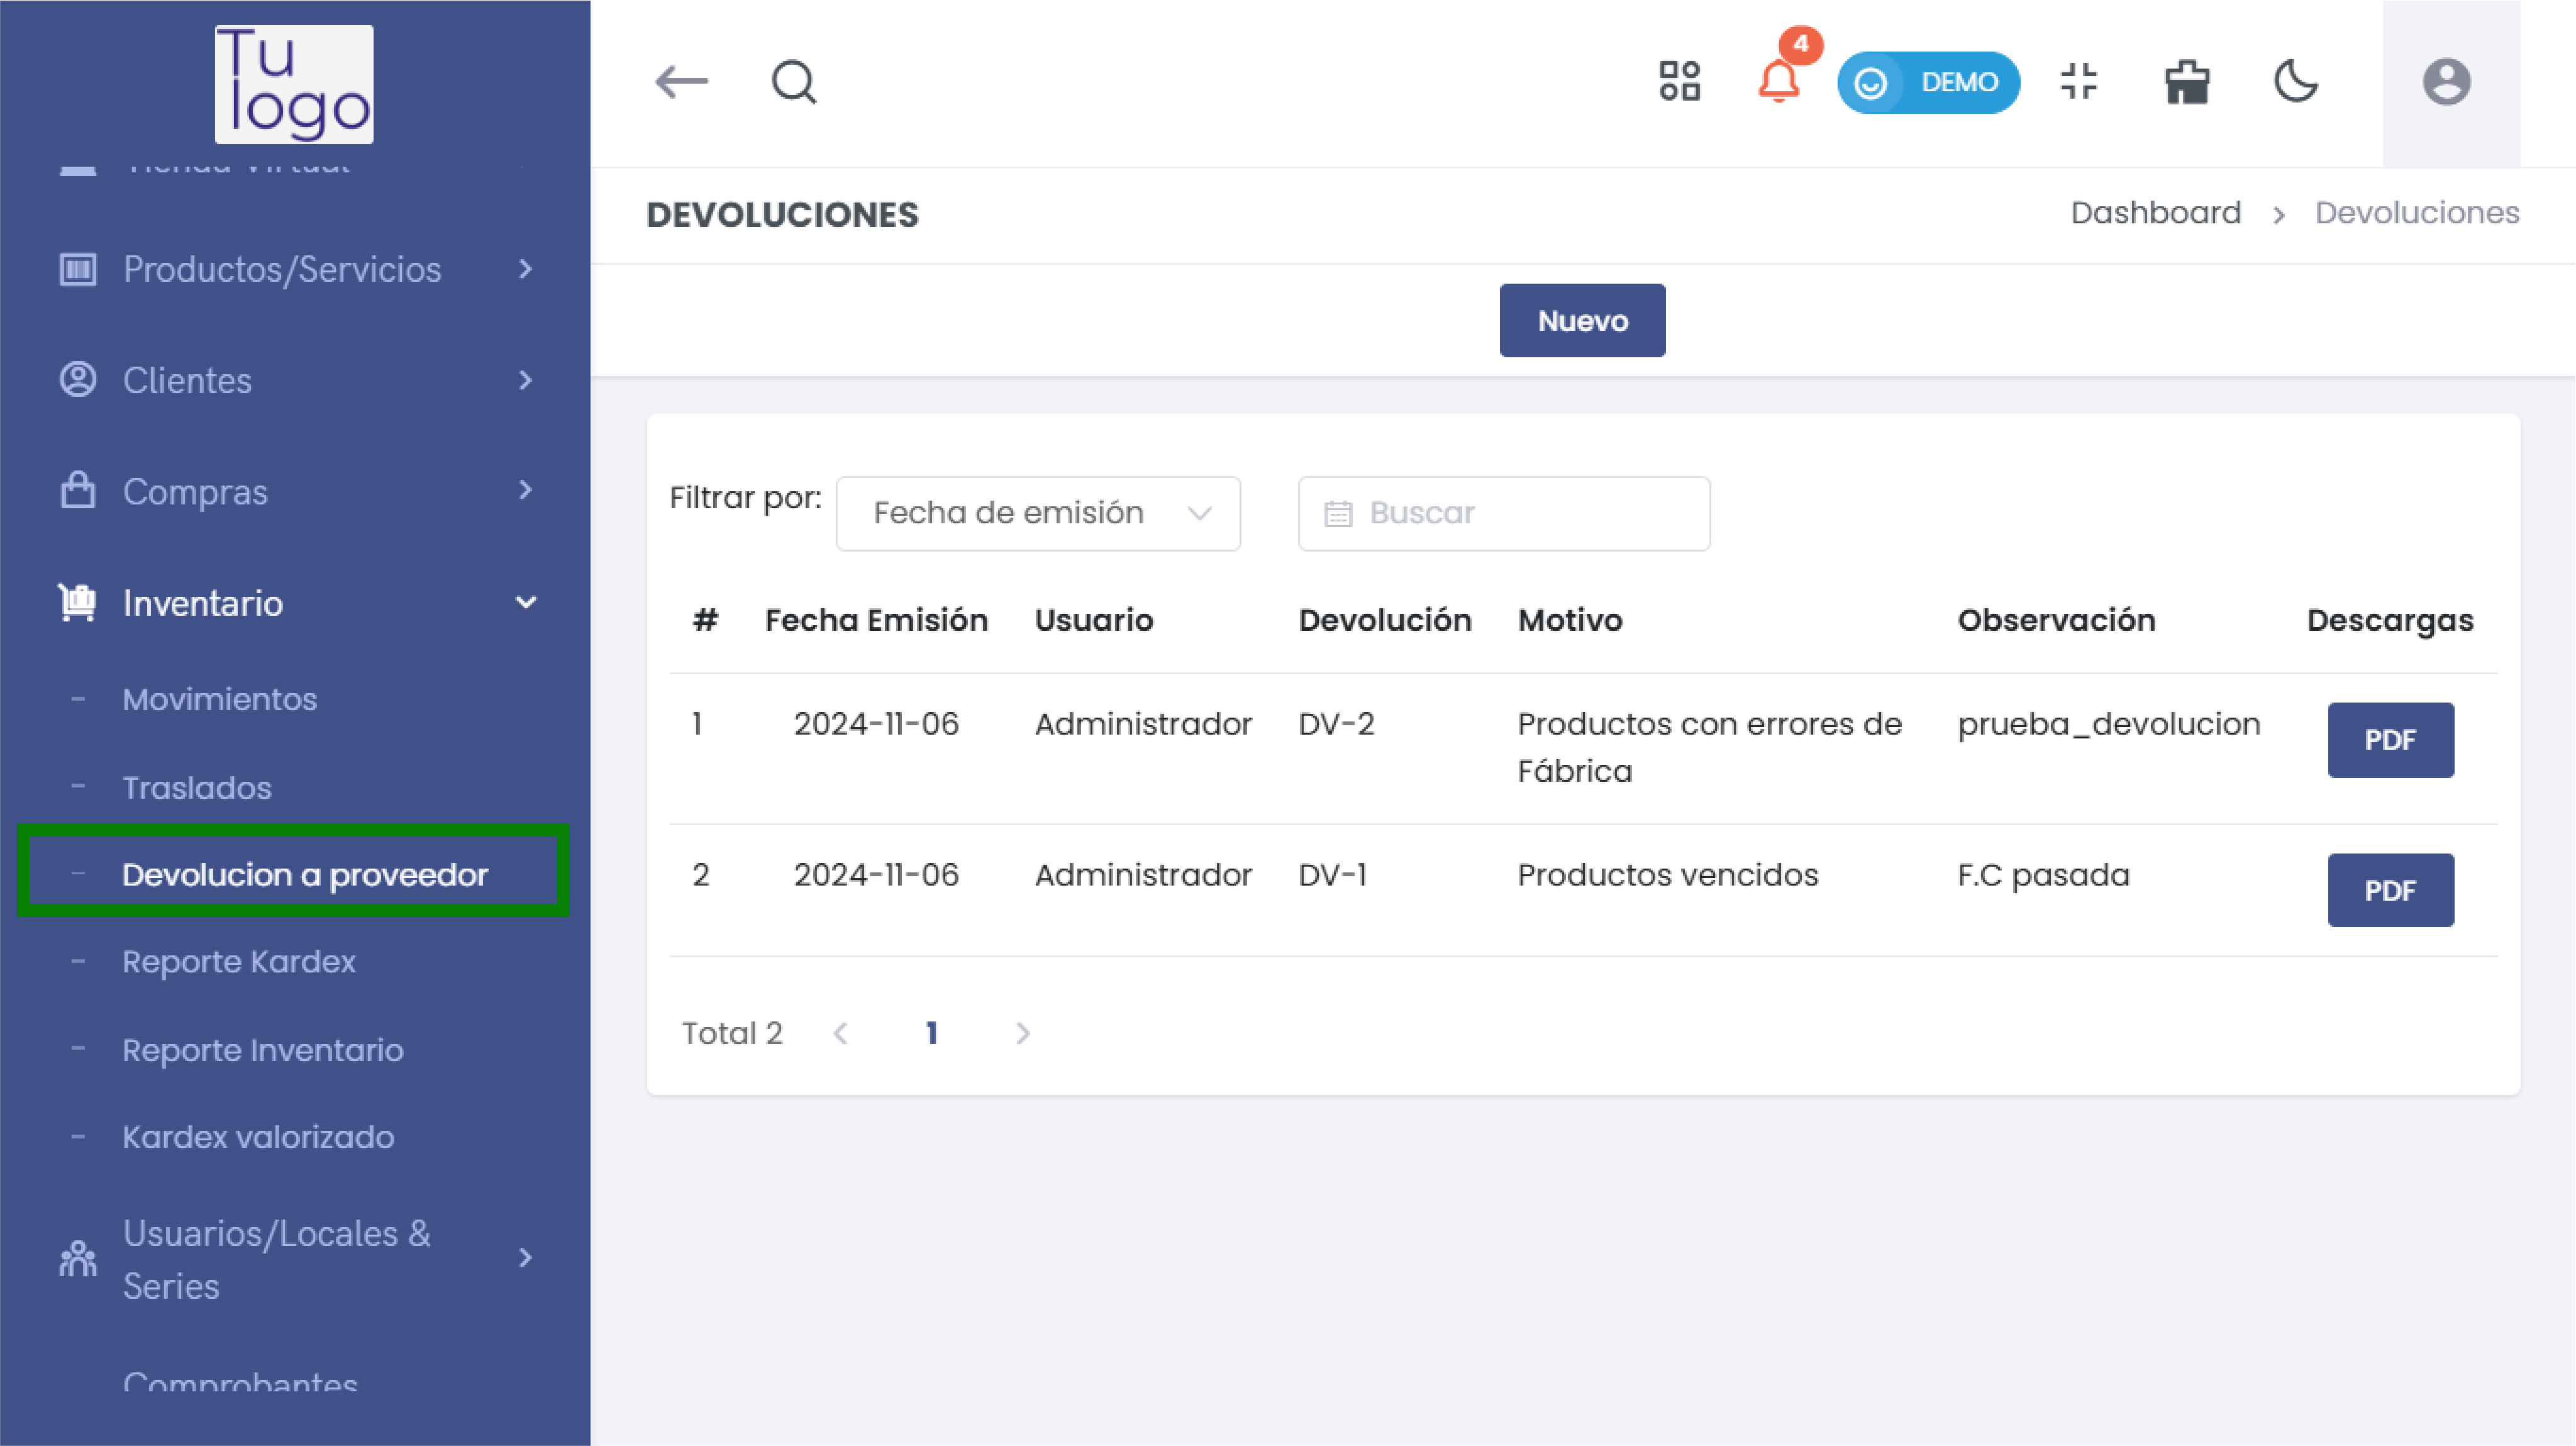 Tu
logo
Tienda Virtual
Productos/Servicios
Clientes
Compras
Inventario
- Movimientos
- Traslados
- Devolucion a proveedor
- Reporte Kardex
- Reporte Inventario
- Kardex valorizado
Usuarios/Locales &
Series
Comprobantes
4
DEMO
DEVOLUCIONES
Dashboard > Devoluciones
Nuevo
Filtrar por: Fecha de emisión Buscar
# Fecha Emisión Usuario Devolución Motivo Observación Descargas
1 2024-11-06 Administrador DV-2 Productos con errores de prueba_devolucion PDF
Fábrica
2 2024-11-06 Administrador DV-1 Productos vencidos F.C pasada PDF
Total 2 < 1 >